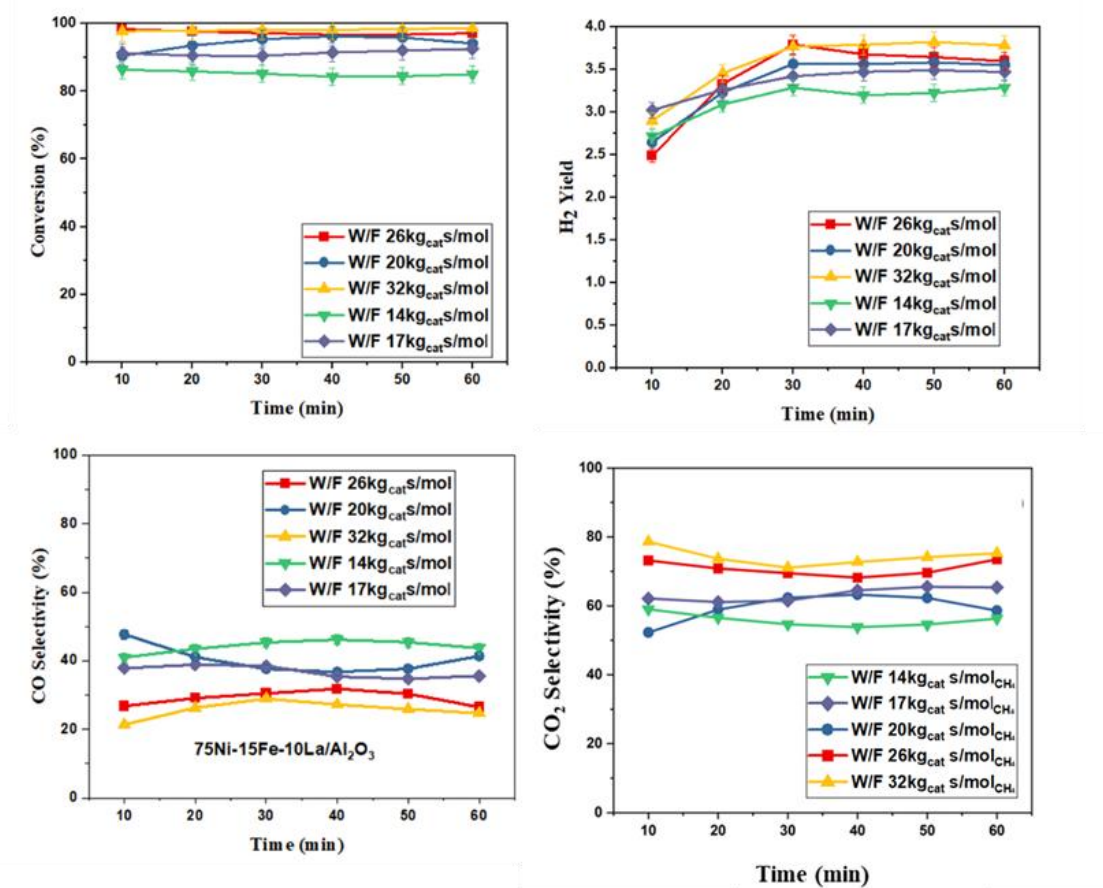 100
80
60
40
20
0
Conversion (%)
W/F 26kgcats/mol
W/F 20kgcats/mol
W/F 32kgcats/mol
W/F 14kgcats/mol
W/F 17kgcats/mol
10 20 30 40 50 60
Time (min)
4.0
3.5
3.0
2.5
2.0
1.5
1.0
0.5
0.0
H2 Yield
W/F 26kgcats/mol
W/F 20kgcats/mol
W/F 32kgcats/mol
W/F 14kgcats/mol
W/F 17kgcats/mol
10 20 30 40 50 60
Time (min)
100
80
60
40
20
0
CO Selectivity (%)
W/F 26kgcats/mol
W/F 20kgcats/mol
W/F 32kgcats/mol
W/F 14kgcats/mol
W/F 17kgcats/mol
75Ni-15Fe-10La/Al2O3
10 20 30 40 50 60
Time (min)
100
80
60
40
20
0
CO2 Selectivity (%)
W/F 14kgcat s/molCH4
W/F 17kgcat s/molCH4
W/F 20kgcat s/molCH4
W/F 26kgcat s/molCH4
W/F 32kgcat s/molCH4
10 20 30 40 50 60
Time (min)